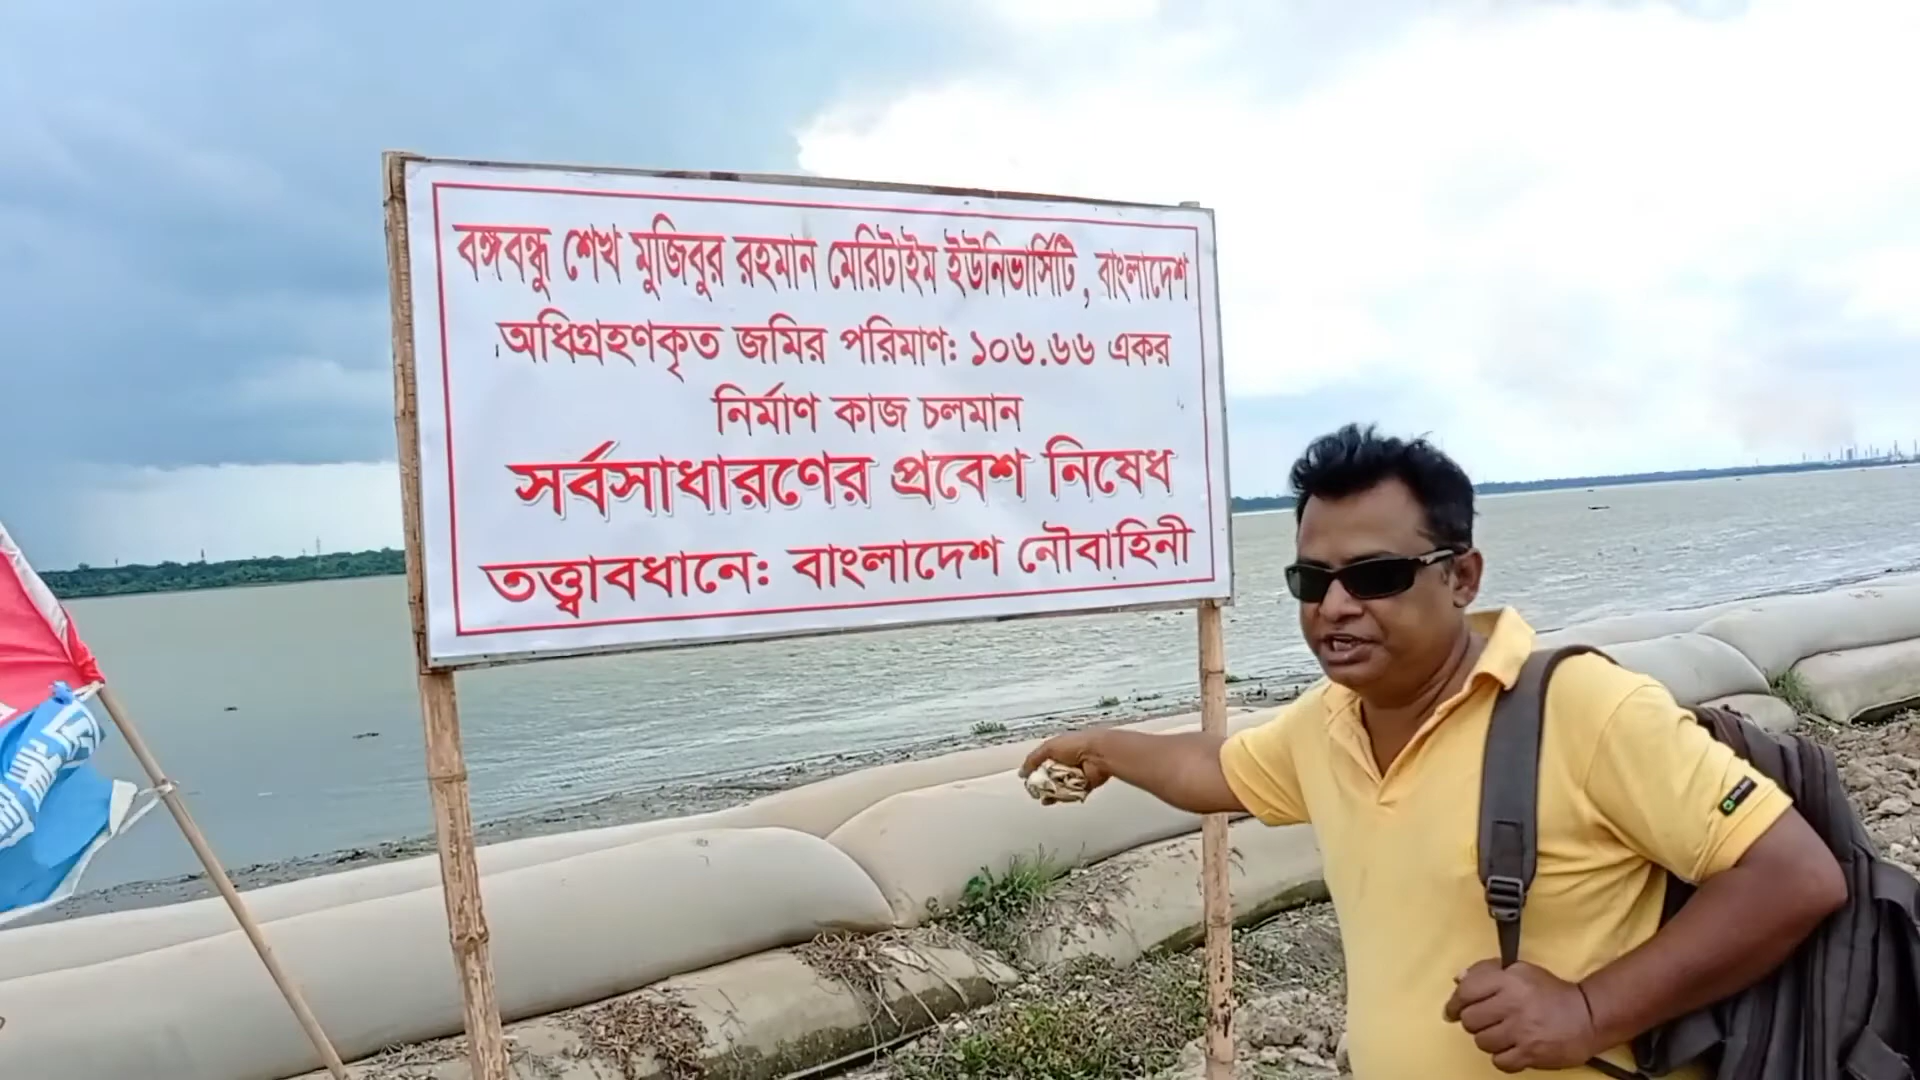 বঙ্গবন্ধু শেখ মুজিবুর রহমান মেরিটাইম ইউনিভার্সিটি, বাংলাদেশ
অধিগ্রহণকৃত জমির পরিমাণ: ১০৬.৬৬ একর
নির্মাণ কাজ চলমান
সর্বসাধারণের প্রবেশ নিষেধ
তত্ত্বাবধানে: বাংলাদেশ নৌবাহিনী